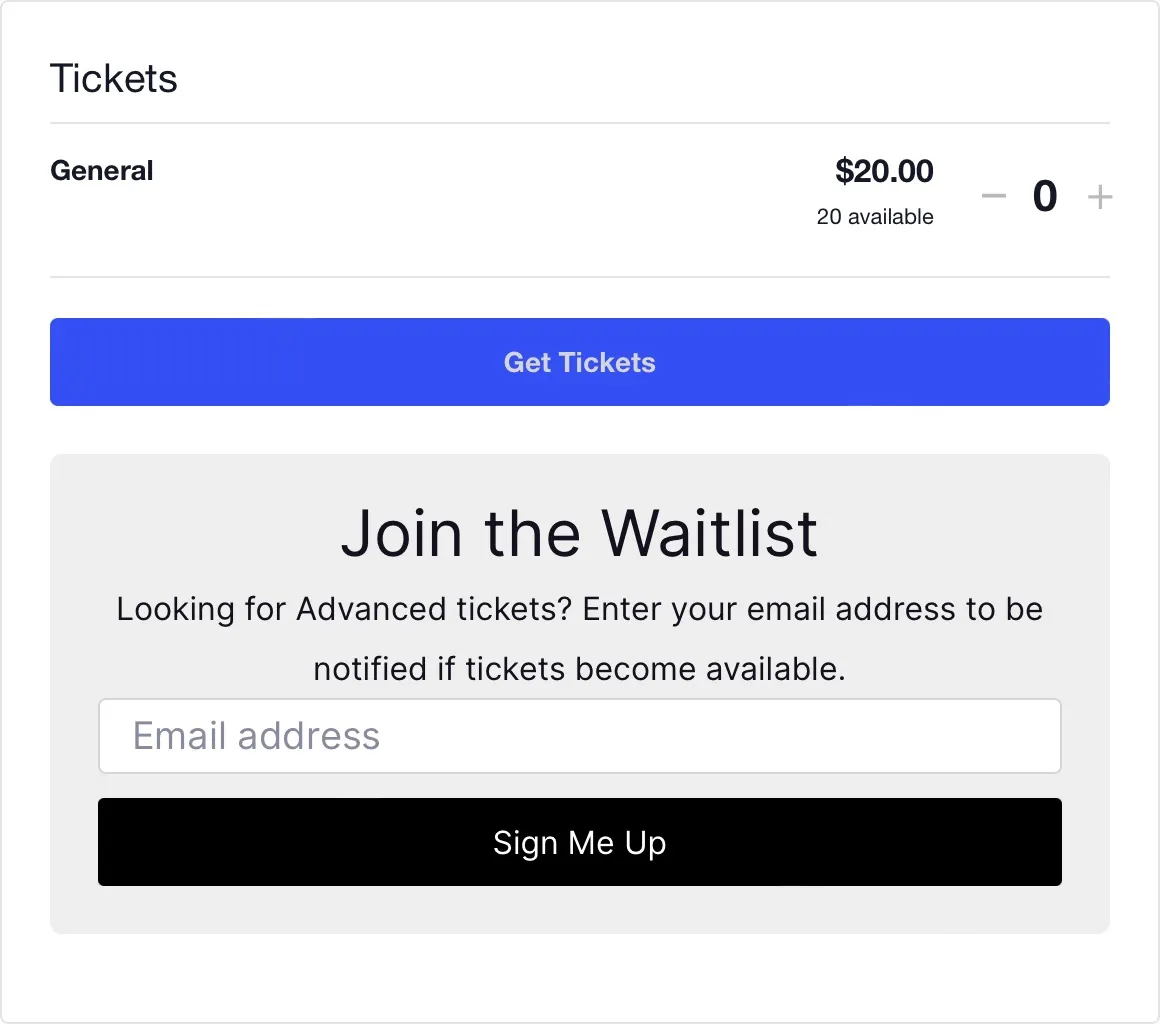 Tickets
General
$20.00
20 available
0
Get Tickets
Join the Waitlist
Looking for Advanced tickets? Enter your email address to be
notified if tickets become available.
Email address
Sign Me Up